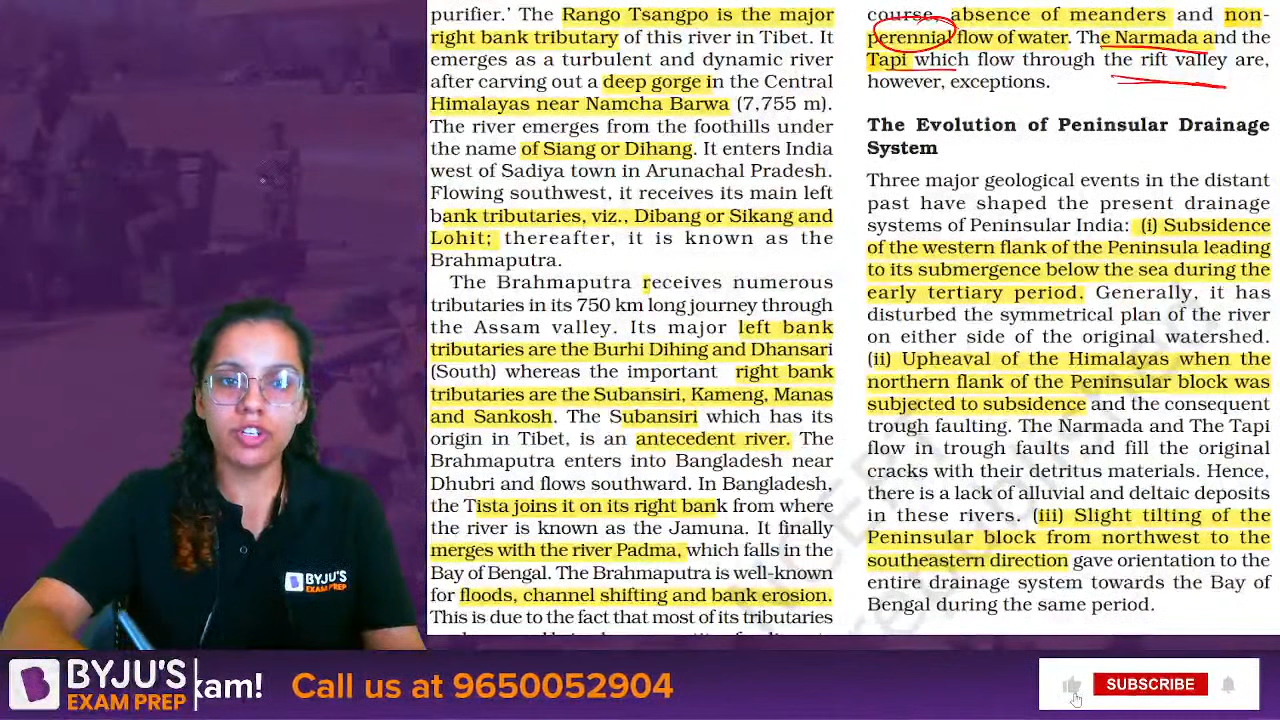 purifier.' The Rango Tsangpo is the major
right bank tributary of this river in Tibet. It
emerges as a turbulent and dynamic river
after carving out a deep gorge in the Central
Himalayas near Namcha Barwa (7,755 m).
The river emerges from the foothills under
the name of Siang or Dihang. It enters India
west of Sadiya town in Arunachal Pradesh.
Flowing southwest, it receives its main left
bank tributaries, viz., Dibang or Sikang and
Lohit; thereafter, it is known as the
Brahmaputra.
The Brahmaputra receives numerous
tributaries in its 750 km long journey through
the Assam valley. Its major left bank
tributaries are the Burhi Dihing and Dhansari
(South) whereas the important right bank
tributaries are the Subansiri, Kameng, Manas
and Sankosh. The Subansiri which has its
origin in Tibet, is an antecedent river. The
Brahmaputra enters into Bangladesh near
Dhubri and flows southward. In Bangladesh,
the Tista joins it on its right bank from where
the river is known as the Jamuna. It finally
merges with the river Padma, which falls in the
Bay of Bengal. The Brahmaputra is well-known
for floods, channel shifting and bank erosion.
This is due to the fact that most of its tributaries
course, absence of meanders and non-
perennial flow of water. The Narmada and the
Tapi which flow through the rift valley are,
however, exceptions.
The Evolution of Peninsular Drainage
System
Three major geological events in the distant
past have shaped the present drainage
systems of Peninsular India: (i) Subsidence
of the western flank of the Peninsula leading
to its submergence below the sea during the
early tertiary period. Generally, it has
disturbed the symmetrical plan of the river
on either side of the original watershed.
(ii) Upheaval of the Himalayas when the
northern flank of the Peninsular block was
subjected to subsidence and the consequent
trough faulting. The Narmada and The Tapi
flow in trough faults and fill the original
cracks with their detritus materials. Hence,
there is a lack of alluvial and deltaic deposits
in these rivers. (iii) Slight tilting of the
Peninsular block from northwest to the
southeastern direction gave orientation to the
entire drainage system towards the Bay of
Bengal during the same period.
BYJU'S
EXAM PREP
BYJU'S
EXAM PREP
xam!
Call us at 9650052904
SUBSCRIBE